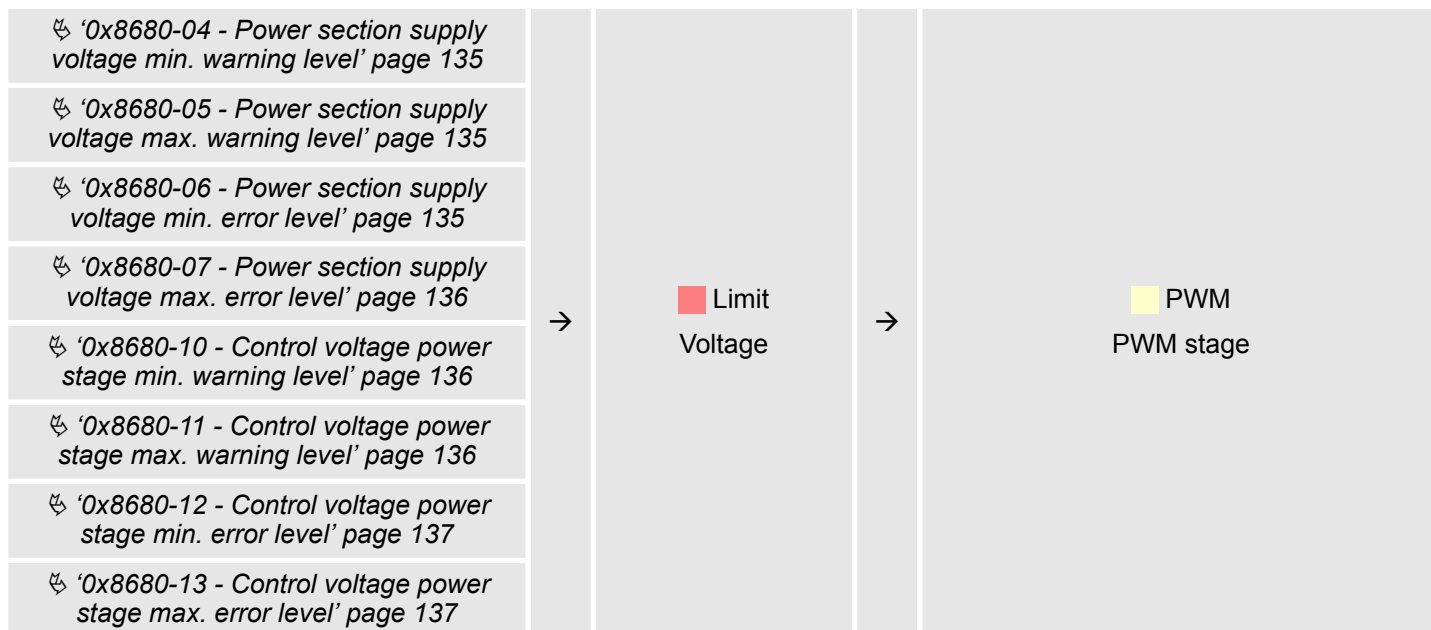 ↳ ‘0x8680-04 - Power section supply
voltage min. warning level’ page 135
↳ ‘0x8680-05 - Power section supply
voltage max. warning level’ page 135
↳ ‘0x8680-06 - Power section supply
voltage min. error level’ page 135
↳ ‘0x8680-07 - Power section supply
voltage max. error level’ page 136
↳ ‘0x8680-10 - Control voltage power
stage min. warning level’ page 136
↳ ‘0x8680-11 - Control voltage power
stage max. warning level’ page 136
↳ ‘0x8680-12 - Control voltage power
stage min. error level’ page 137
↳ ‘0x8680-13 - Control voltage power
stage max. error level’ page 137
→
Limit
Voltage
→
PWM
PWM stage